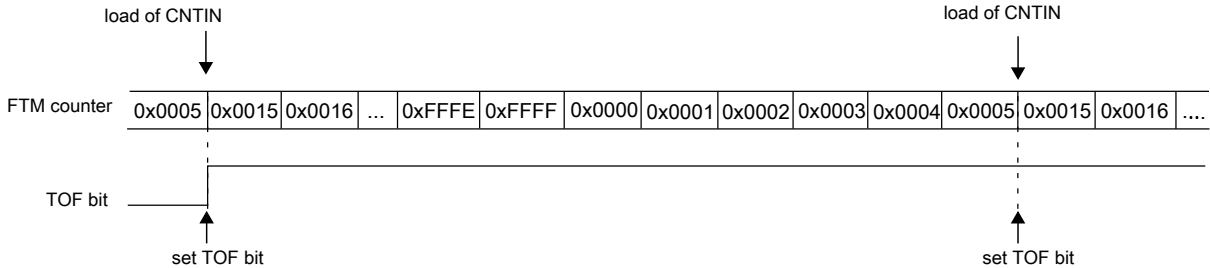 load of CNTIN load of CNTIN
FTM counter 0x0005 0x0015 0x0016 ... 0xFFFE 0xFFFF 0x0000 0x0001 0x0002 0x0003 0x0004 0x0005 0x0015 0x0016 ....
TOF bit
set TOF bit set TOF bit